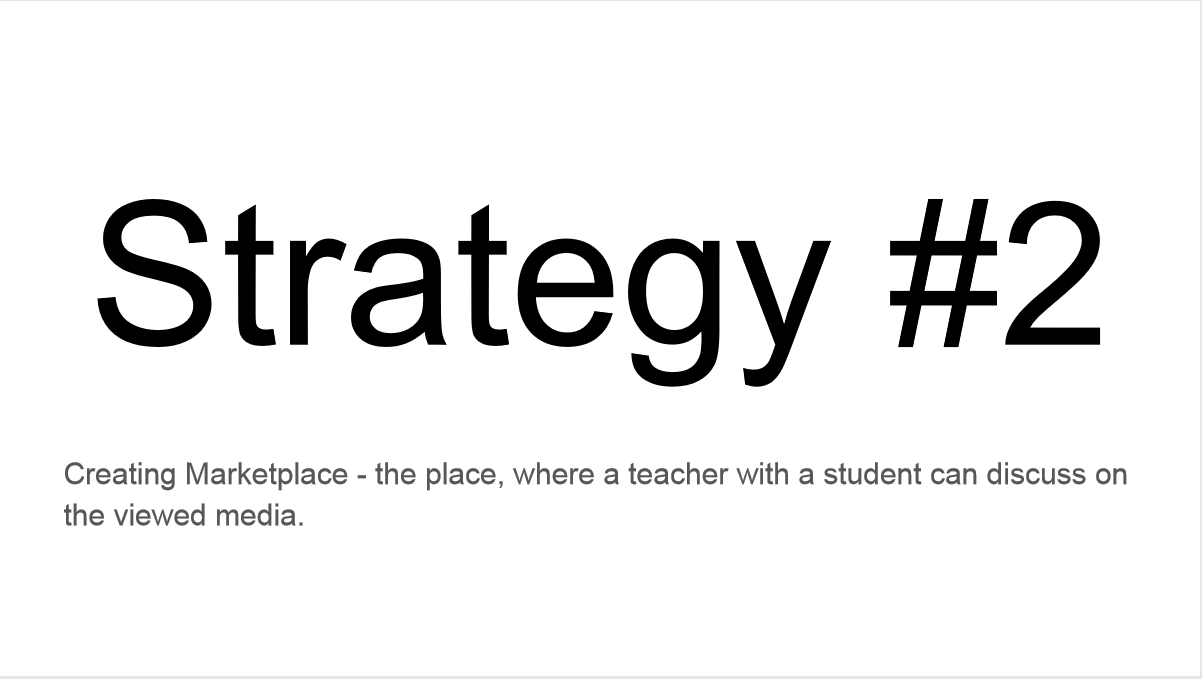 Strategy #2
Creating Marketplace - the place, where a teacher with a student can discuss on
the viewed media.